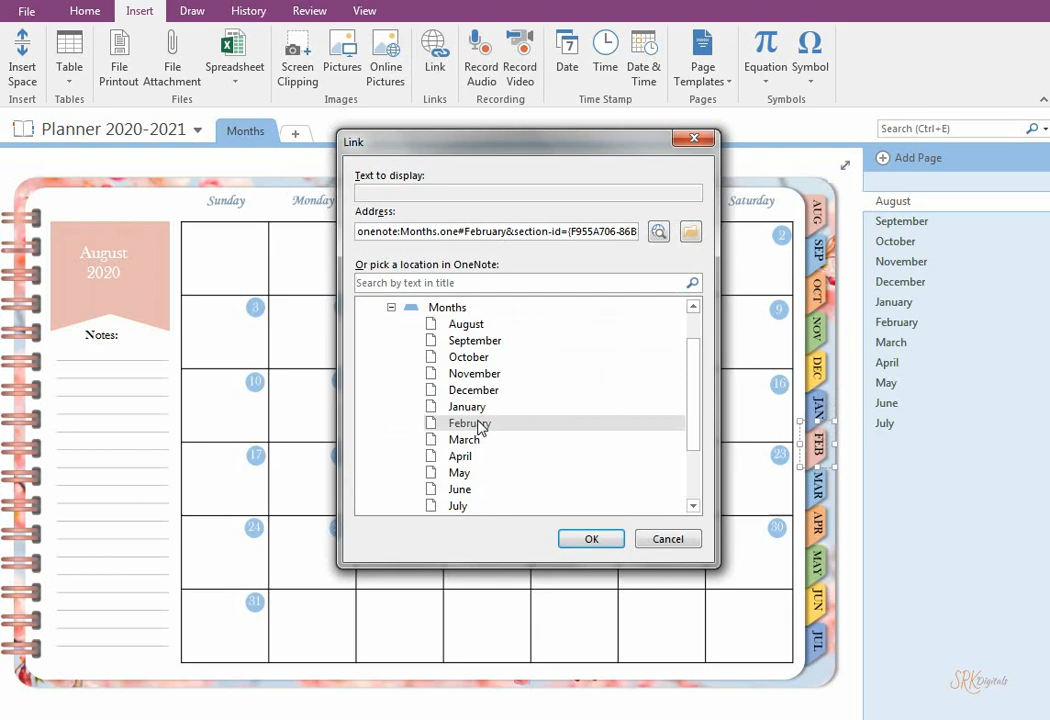 File Insert Draw History Review View
Home
Insert Space
Table
File Printout
File Attachment
Spreadsheet
Screen Clipping
Pictures
Online Pictures
Link
Record Audio
Record Video
Date
Time
Date & Time
Page Templates
Equation
Symbol
Insert Tables Files Images Links Recording Time Stamp Pages Symbols
Planner 2020-2021
Months
Search (Ctrl+E)
Add Page
August
September
October
November
December
January
February
March
April
May
June
July
Sunday
Monday
Saturday
August
2020
Notes:
2
3
9
10
16
17
23
24
30
31
AUG
SEP
OCT
NOV
DEC
JAN
FEB
MAR
APR
MAY
JUN
JUL
Link
Text to display:
Address:
onenote:Months.one#February&section-id={F955A706-86B
Or pick a location in OneNote:
Search by text in title
Months
August
September
October
November
December
January
February
March
April
May
June
July
OK
Cancel
SRKDigitals